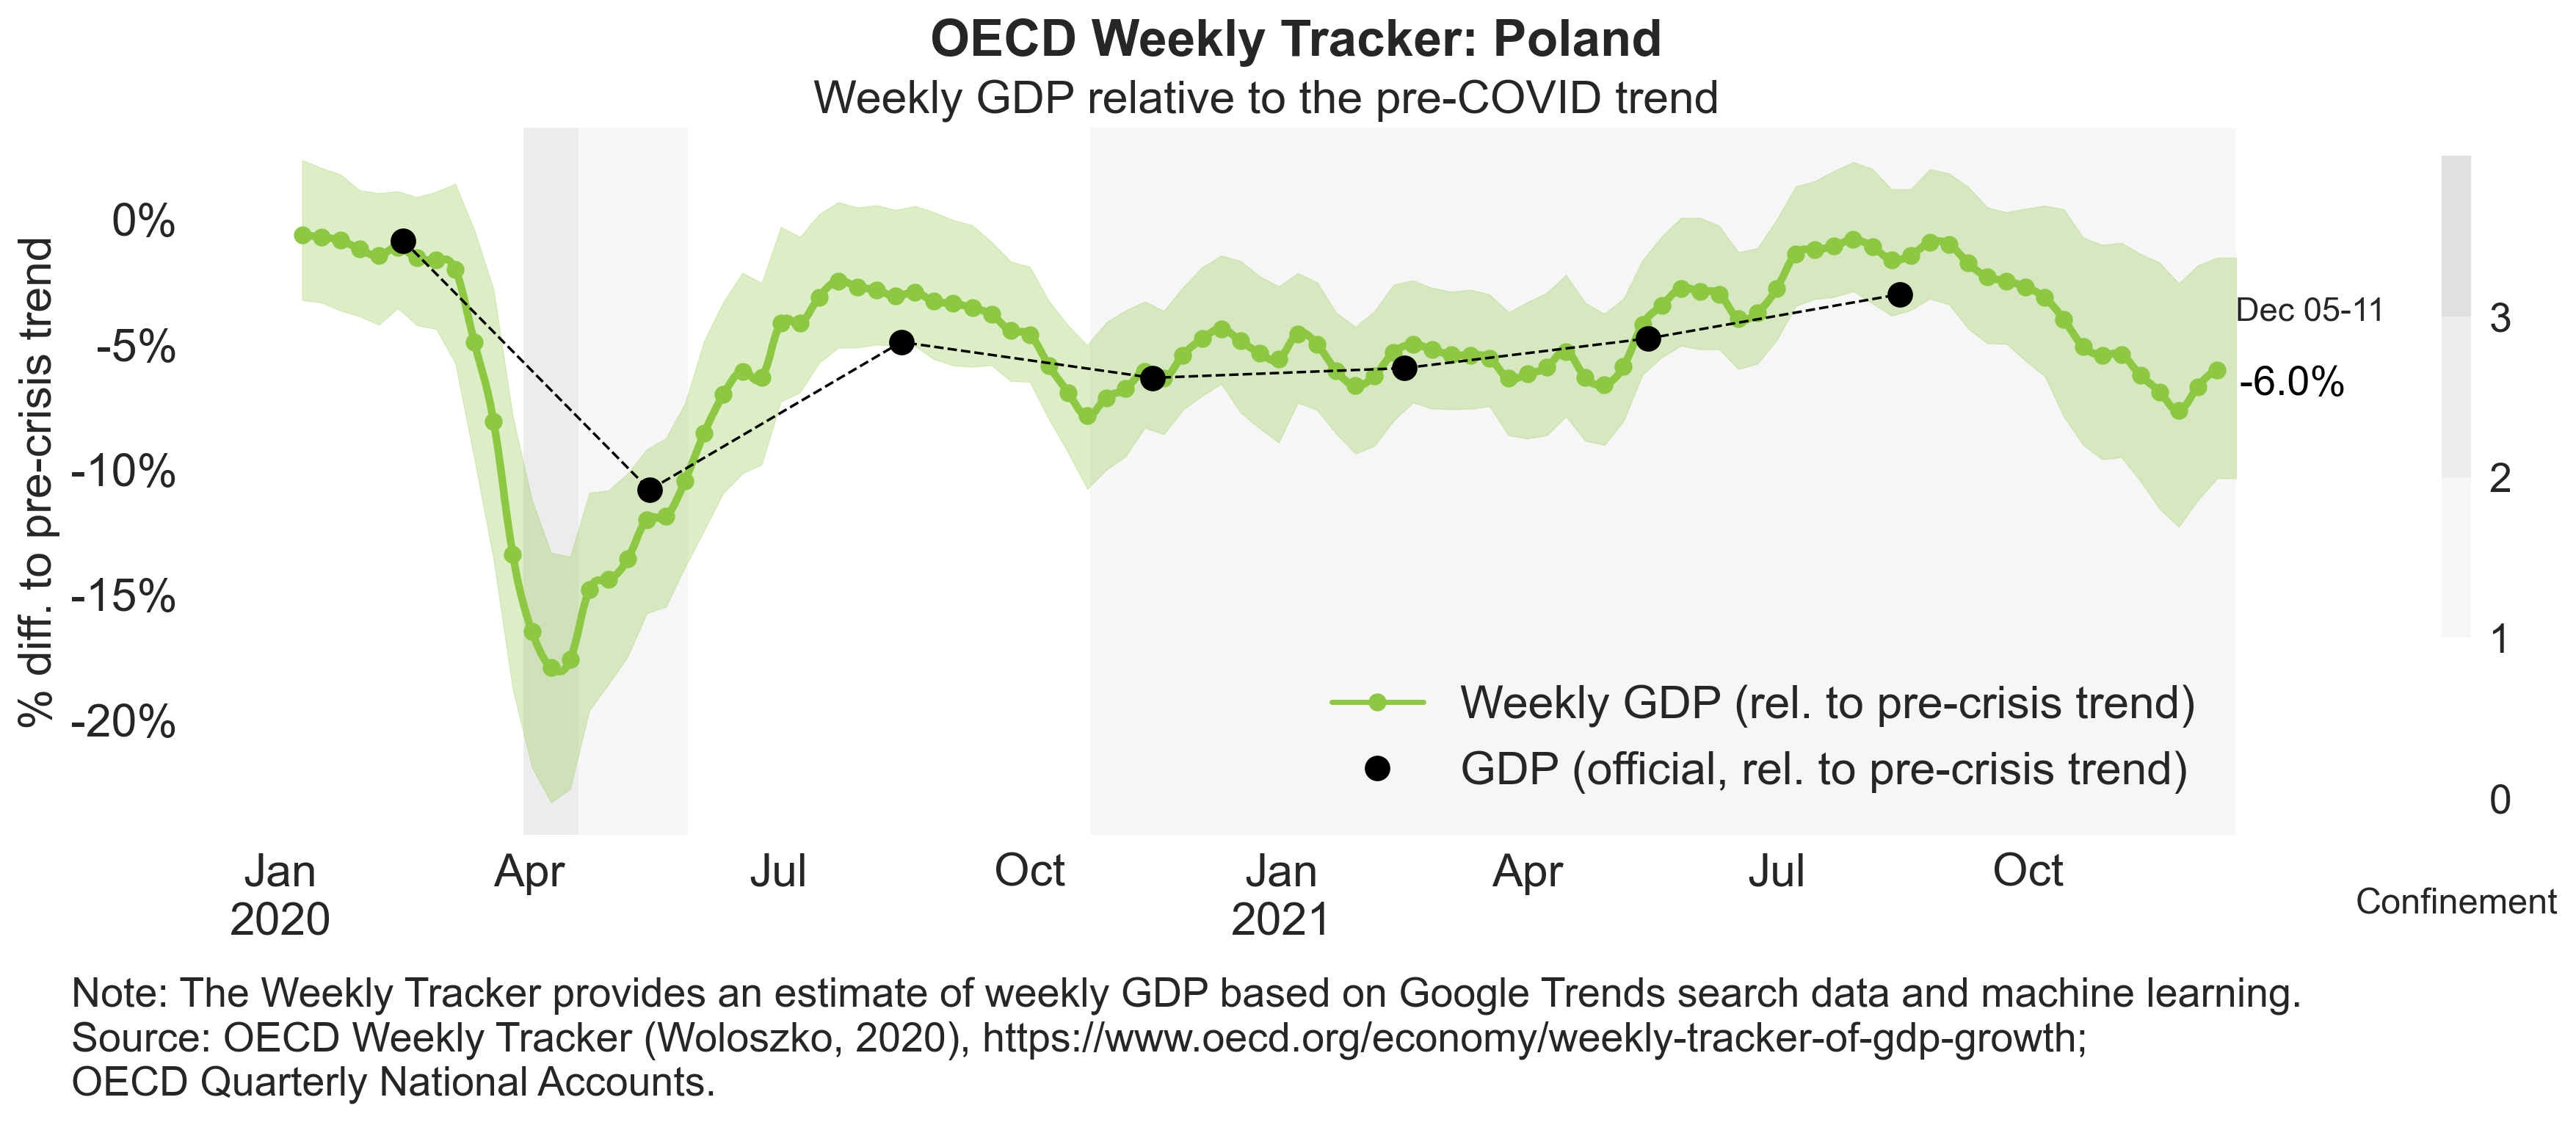 OECD Weekly Tracker: Poland
Weekly GDP relative to the pre-COVID trend
% diff. to pre-crisis trend
0%
-5%
-10%
-15%
-20%
Dec 05-11
-6.0%
3
2
1
0
Confinement
Weekly GDP (rel. to pre-crisis trend)
GDP (official, rel. to pre-crisis trend)
Jan Apr Jul Oct Jan Apr Jul Oct
2020 2021
Note: The Weekly Tracker provides an estimate of weekly GDP based on Google Trends search data and machine learning.
Source: OECD Weekly Tracker (Woloszko, 2020), https://www.oecd.org/economy/weekly-tracker-of-gdp-growth;
OECD Quarterly National Accounts.